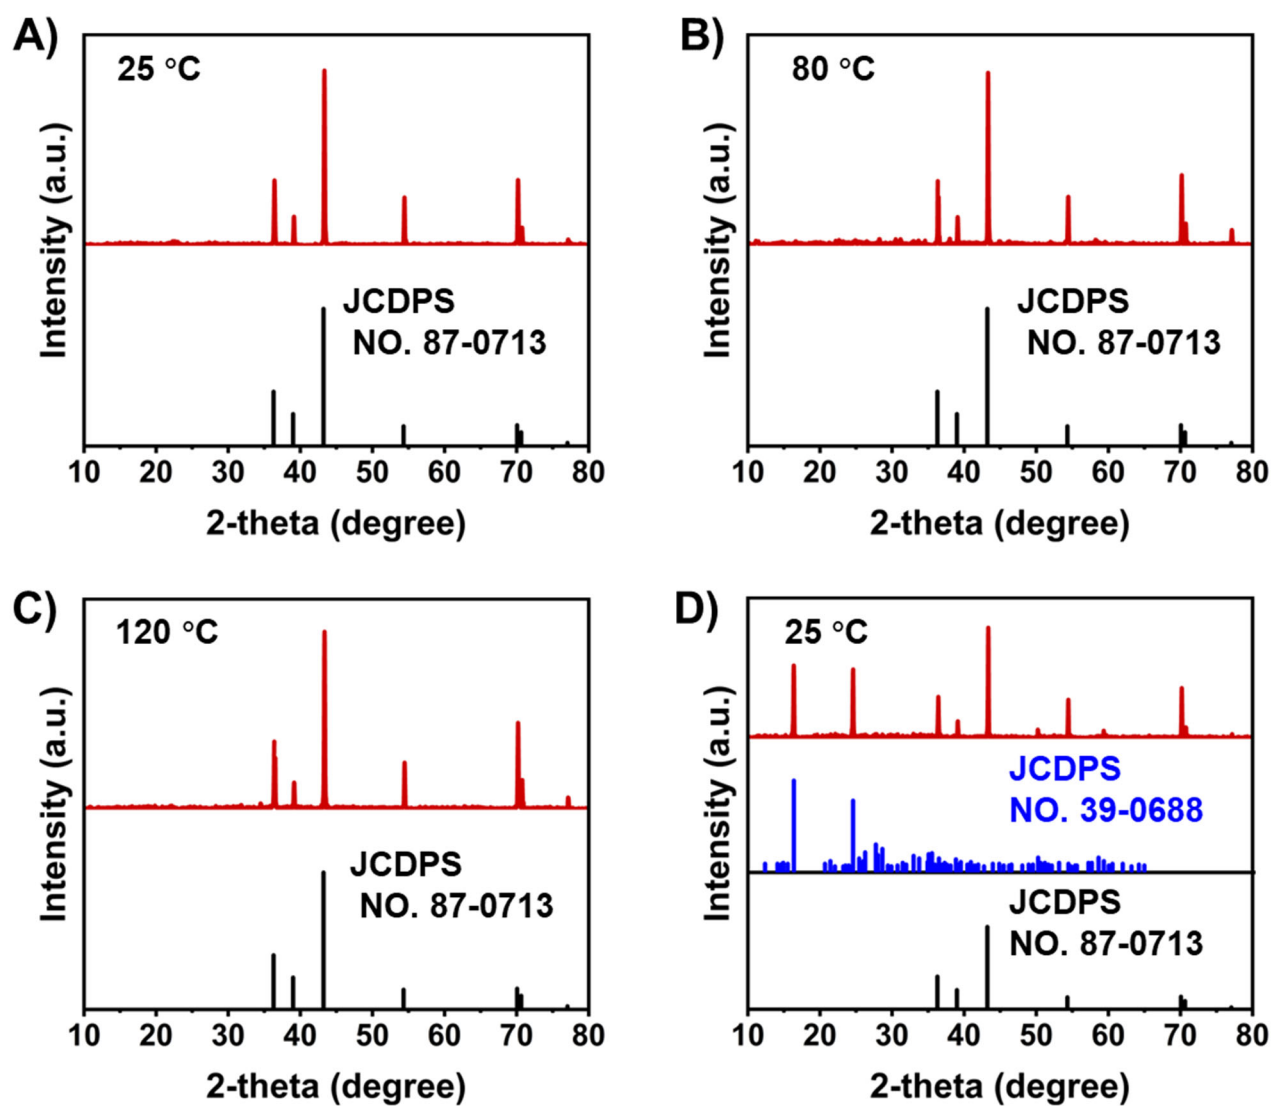 A)
25 °C
Intensity (a.u.)
JCDPS
NO. 87-0713
10 20 30 40 50 60 70 80
2-theta (degree)
B)
80 °C
Intensity (a.u.)
JCDPS
NO. 87-0713
10 20 30 40 50 60 70 80
2-theta (degree)
C)
120 °C
Intensity (a.u.)
JCDPS
NO. 87-0713
10 20 30 40 50 60 70 80
2-theta (degree)
D)
25 °C
Intensity (a.u.)
JCDPS
NO. 39-0688
JCDPS
NO. 87-0713
10 20 30 40 50 60 70 80
2-theta (degree)